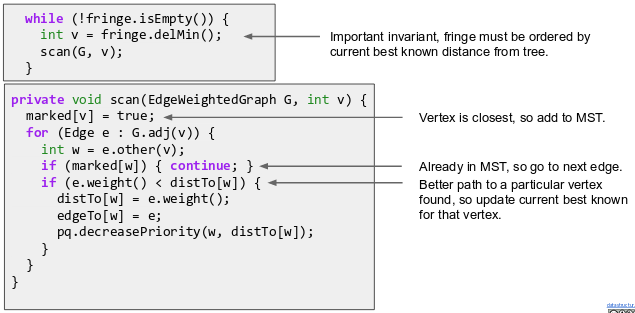 while (!fringe.isEmpty()) {
int v = fringe.delMin();
scan(G, v);
}
Important invariant, fringe must be ordered by
current best known distance from tree.
private void scan(EdgeWeightedGraph G, int v) {
marked[v] = true;
for (Edge e : G.adj(v)) {
int w = e.other(v);
if (marked[w]) { continue; }
if (e.weight() < distTo[w]) {
distTo[w] = e.weight();
edgeTo[w] = e;
pq.decreasePriority(w, distTo[w]);
}
}
}
Vertex is closest, so add to MST.
Already in MST, so go to next edge.
Better path to a particular vertex
found, so update current best known
for that vertex.
datastructur.